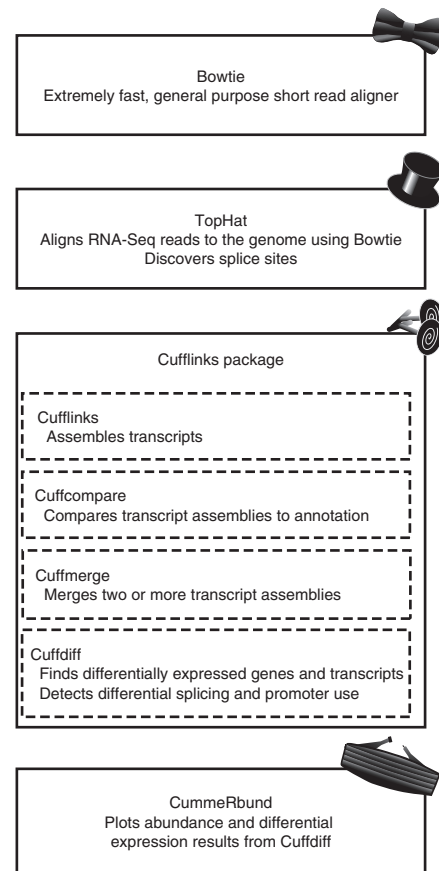 Bowtie
Extremely fast, general purpose short read aligner
TopHat
Aligns RNA-Seq reads to the genome using Bowtie
Discovers splice sites
Cufflinks package
Cufflinks
Assembles transcripts
Cuffcompare
Compares transcript assemblies to annotation
Cuffmerge
Merges two or more transcript assemblies
Cuffdiff
Finds differentially expressed genes and transcripts
Detects differential splicing and promoter use
CummeRbund
Plots abundance and differential
expression results from Cuffdiff